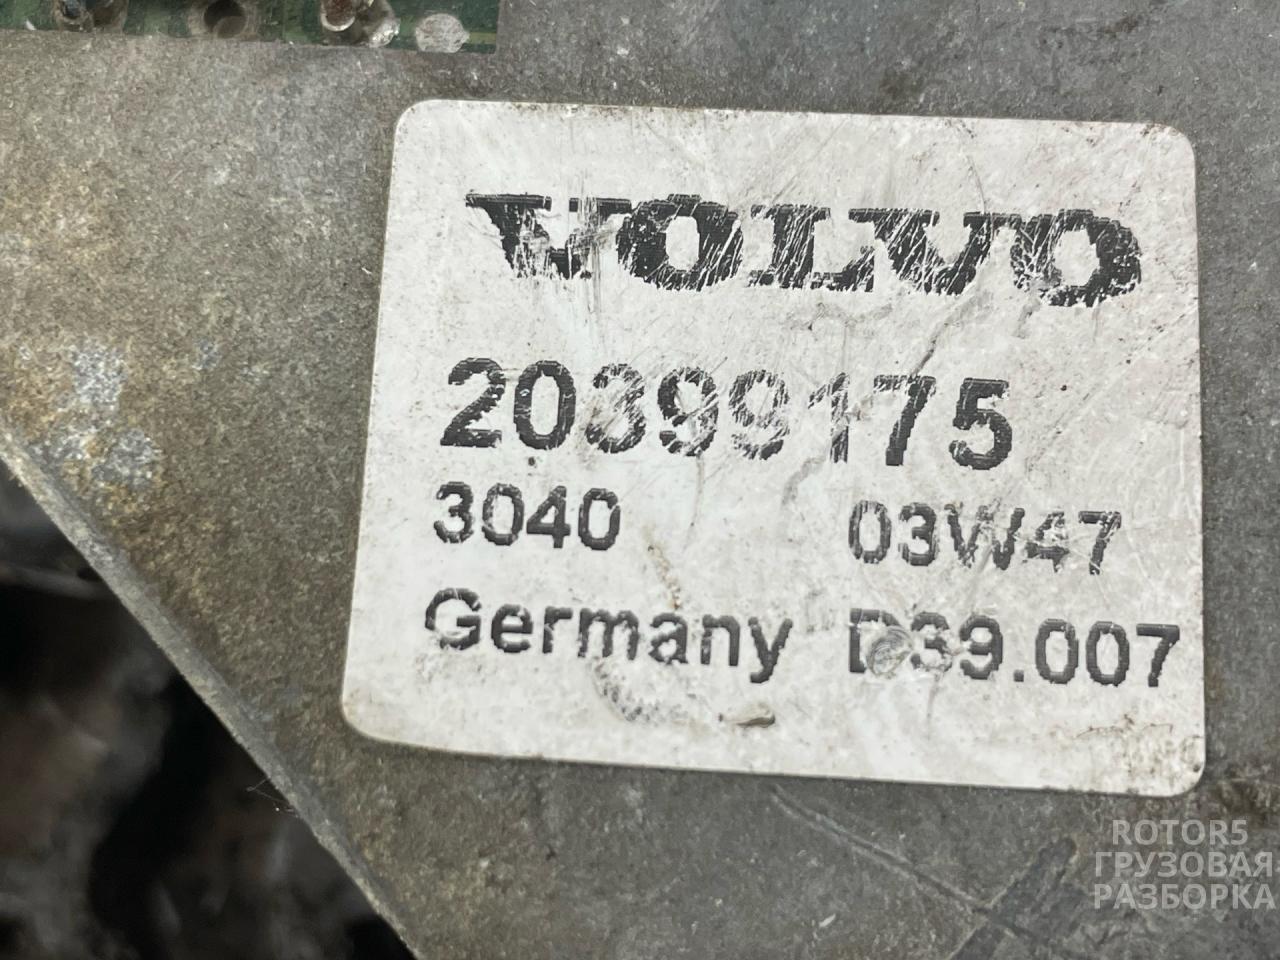 VOLVO
20399175
3040 03W47
Germany D39.007
ROTOR5
ГРУЗОВАЯ
РАЗБОРКА